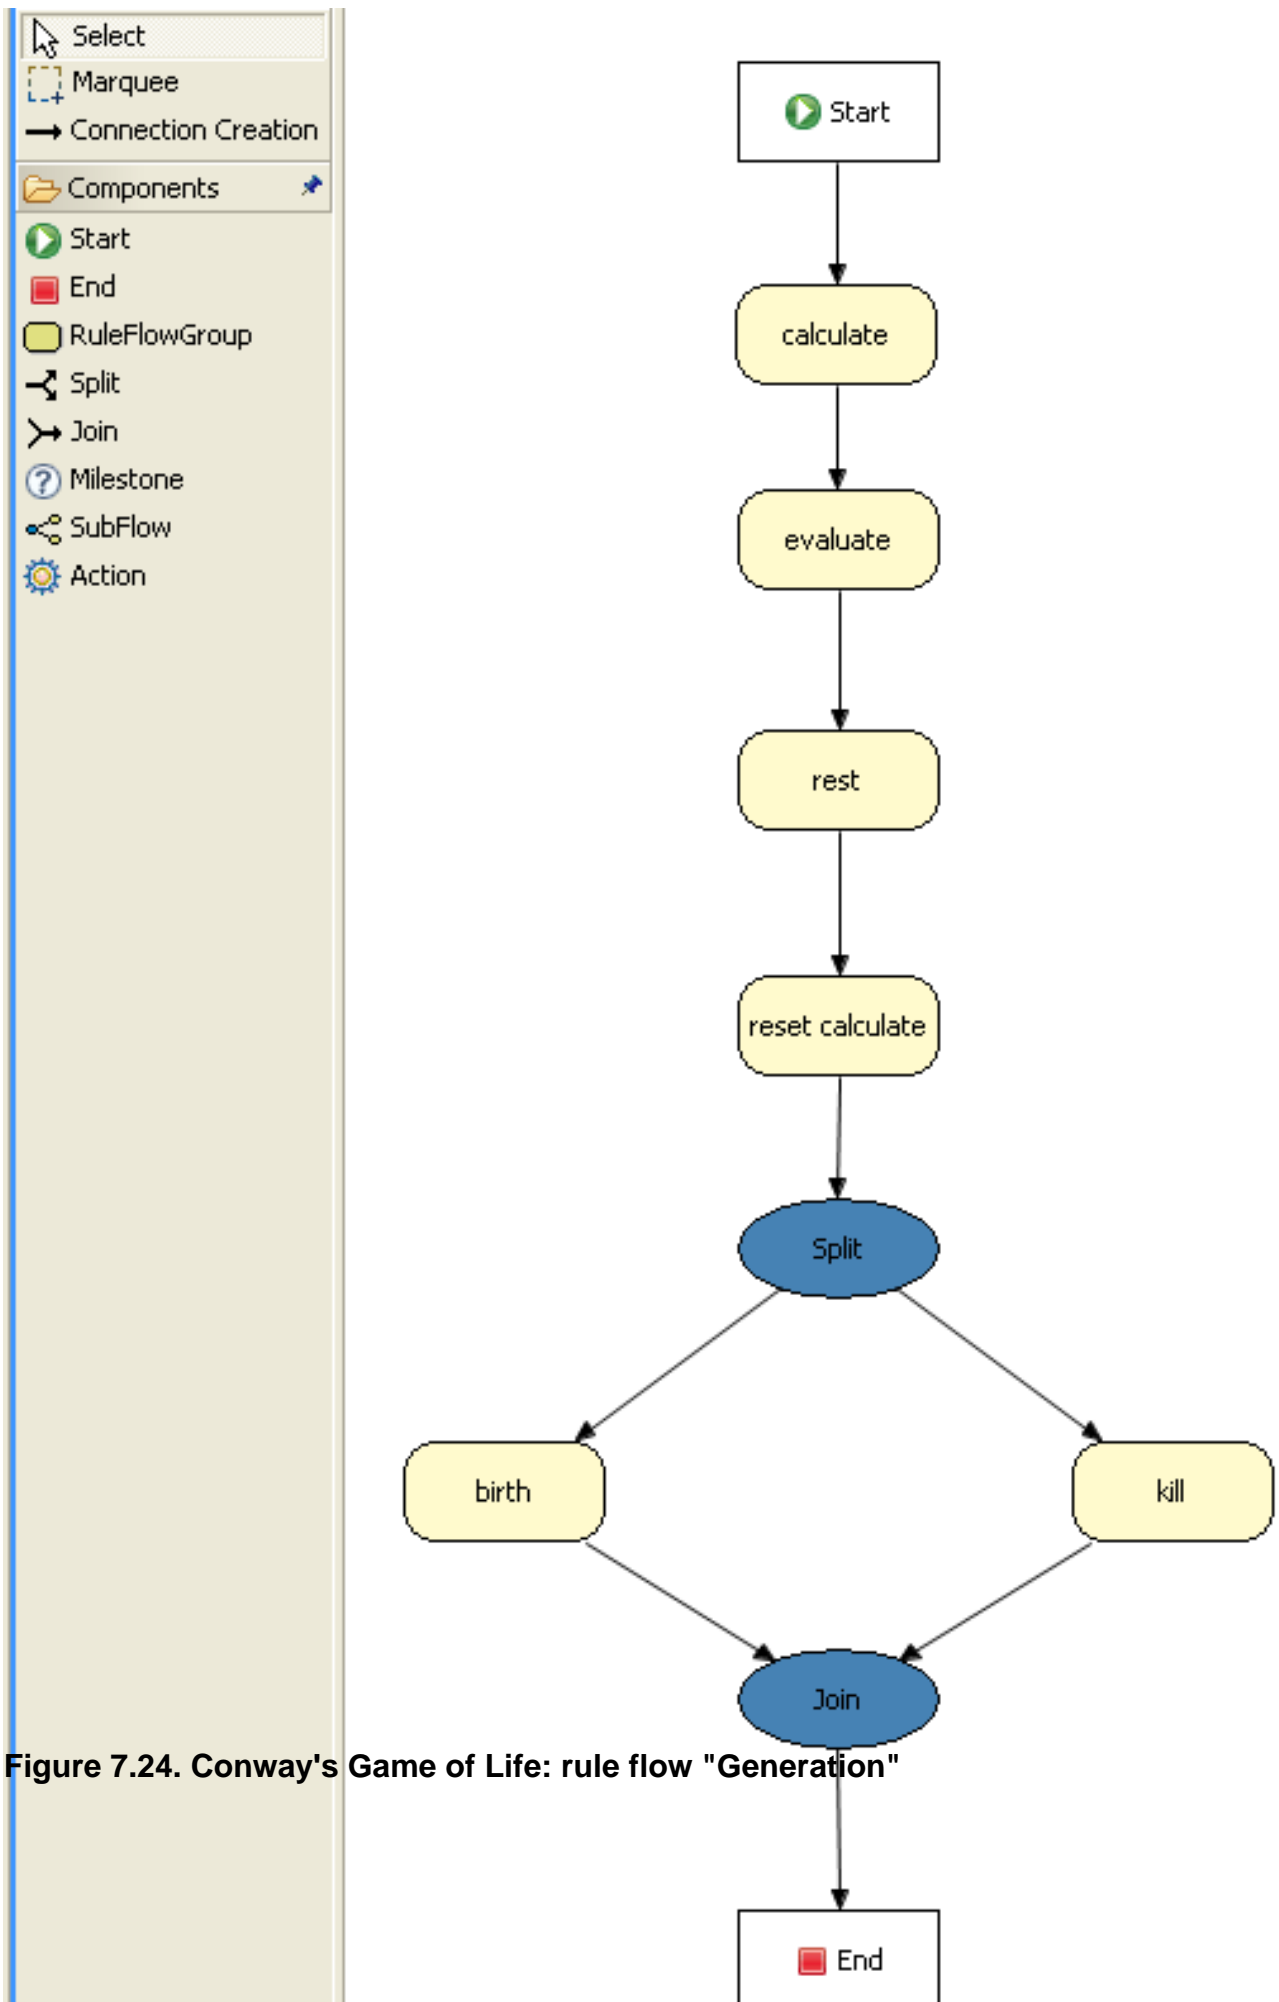 Select
Marquee
Connection Creation
Components
Start
End
RuleFlowGroup
Split
Join
Milestone
SubFlow
Action
Start
calculate
evaluate
rest
reset calculate
Split
birth
kill
Join
Figure 7.24. Conway's Game of Life: rule flow "Generation"
End